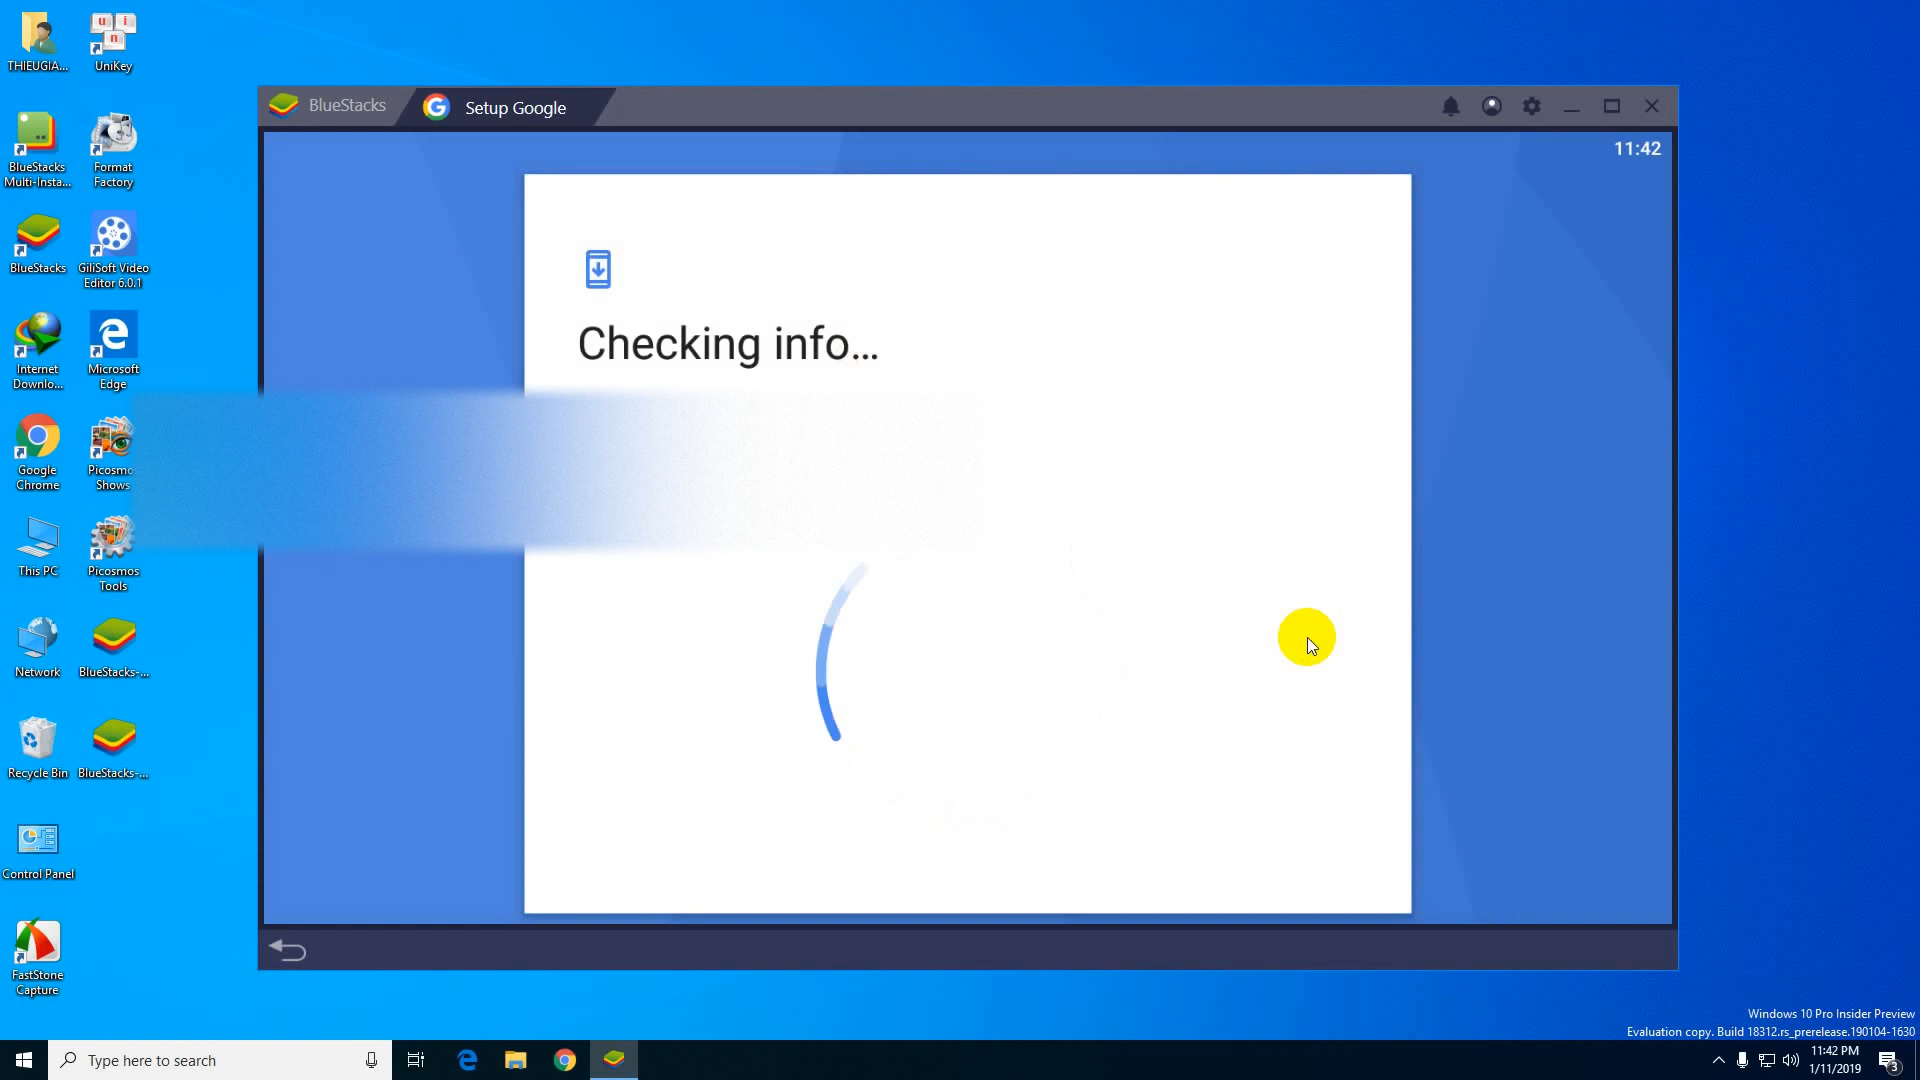 THIEUGIA...
UniKey
BlueStacks
Multi-Insta...
Format
Factory
BlueStacks
GiliSoft Video
Editor 6.0.1
Internet
Downlo...
Microsoft
Edge
Google
Chrome
Picosmo
Shows
This PC
Picosmos
Tools
Network
BlueStacks-...
Recycle Bin
BlueStacks-...
Control Panel
FastStone
Capture
BlueStacks
Setup Google
11:42
Checking info...
Windows 10 Pro Insider Preview
Evaluation copy. Build 18312.rs_prerelease.190104-1630
Type here to search
11:42 PM
1/11/2019
3